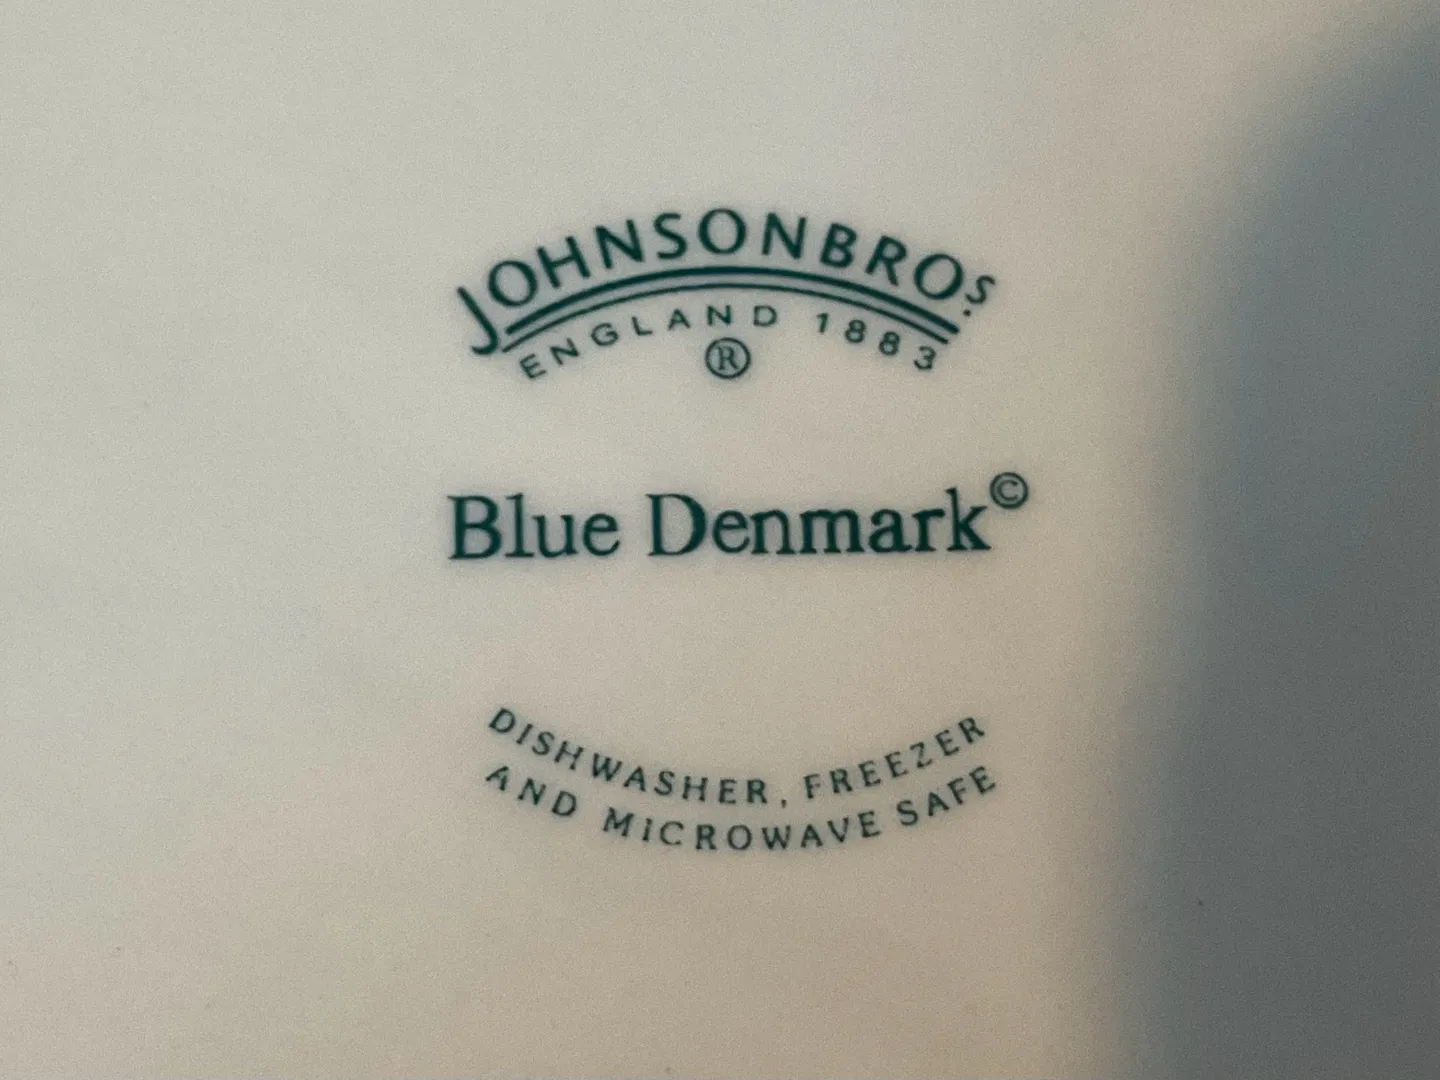 JOHNSONBROS.
ENGLAND 1883
®
Blue Denmark©
DISHWASHER, FREEZER
AND MICROWAVE SAFE